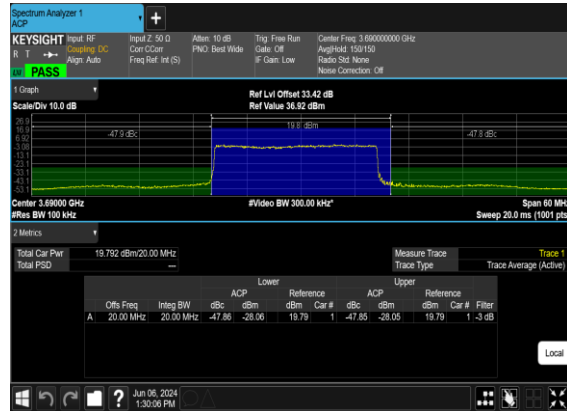 Spectrum Analyzer 1
ACP
+
KEYSIGHT Input: RF Input Z: 50 Ω Atten: 10 dB Trig: Free Run Center Freq: 3.690000000 GHz
R T Coupling: DC Corr CCorr PNO: Best Wide Gate: Off Avg|Hold: 150/150
Align: Auto Freq Ref: Int (S) IF Gain: Low Radio Std: None
LW PASS Noise Correction: Off
1 Graph Ref Lvl Offset 33.42 dB
Scale/Div 10.0 dB Ref Value 36.92 dBm
26.9 19.8 dBm
16.9 -47.9 dBc -47.8 dBc
6.92
-3.08
-13.1
-23.1
-33.1
-43.1
-53.1
Center 3.69000 GHz #Video BW 300.00 kHz* Span 60 MHz
#Res BW 100 kHz Sweep 20.0 ms (1001 pts)
2 Metrics
Total Car Pwr 19.792 dBm/20.00 MHz Measure Trace Trace 1
Total PSD --- Trace Type Trace Average (Active)
Lower Upper
ACP Reference ACP Reference
Offs Freq Integ BW dBc dBm dBm Car # dBc dBm dBm Car # Filter
A 20.00 MHz 20.00 MHz -47.86 -28.06 19.79 1 -47.85 -28.05 19.79 1 -3 dB
Local
? Jun 06, 2024
1:30:06 PM